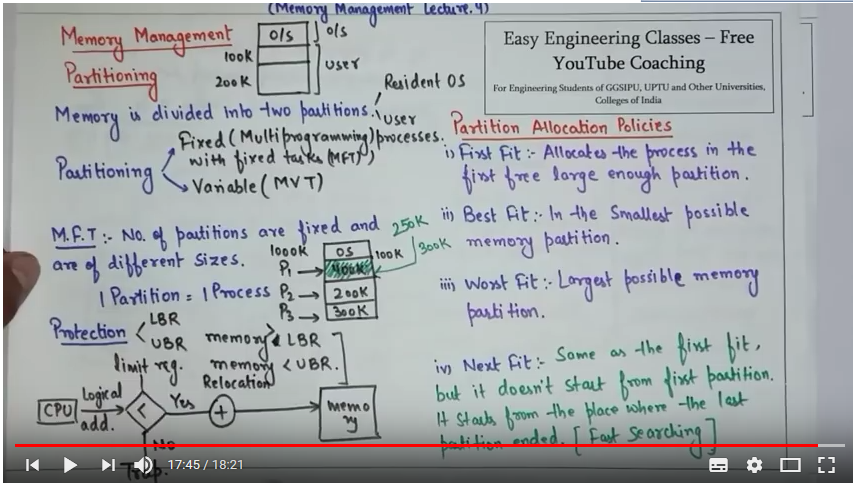 (Memory Management Lecture.4)
Memory Management
Partitioning
O/S
O/S
100K
200K
user
Easy Engineering Classes – Free
YouTube Coaching
For Engineering Students of GGSIPU, UPTU and Other Universities,
Colleges of India
Memory is divided into two partitions.
Resident OS
User
processes.
Partitioning
Fixed (Multiprogramming
with fixed tasks (MFT))
Variable (MVT)
M.F.T :- No. of partitions are fixed and
are of different sizes.
1 Partition = 1 Process
1000K
OS
250K
100K
300K
P1
400K
P2
200K
P3
300K
Protection
LBR
UBR
memory > LBR
memory < UBR.
limit reg.
Relocation
CPU
Logical
add.
<
Yes
+
memo
ry
No
Trap.
Partition Allocation Policies
i) First Fit :- Allocates the process in the
first free large enough partition.
ii) Best Fit :- In the Smallest possible
memory partition.
iii) Worst Fit :- Largest possible memory
partition.
iv) Next Fit :- Same as the first fit,
but it doesn't start from first partition.
It starts from the place where the last
partition ended. [Fast Searching]
17:45 / 18:21